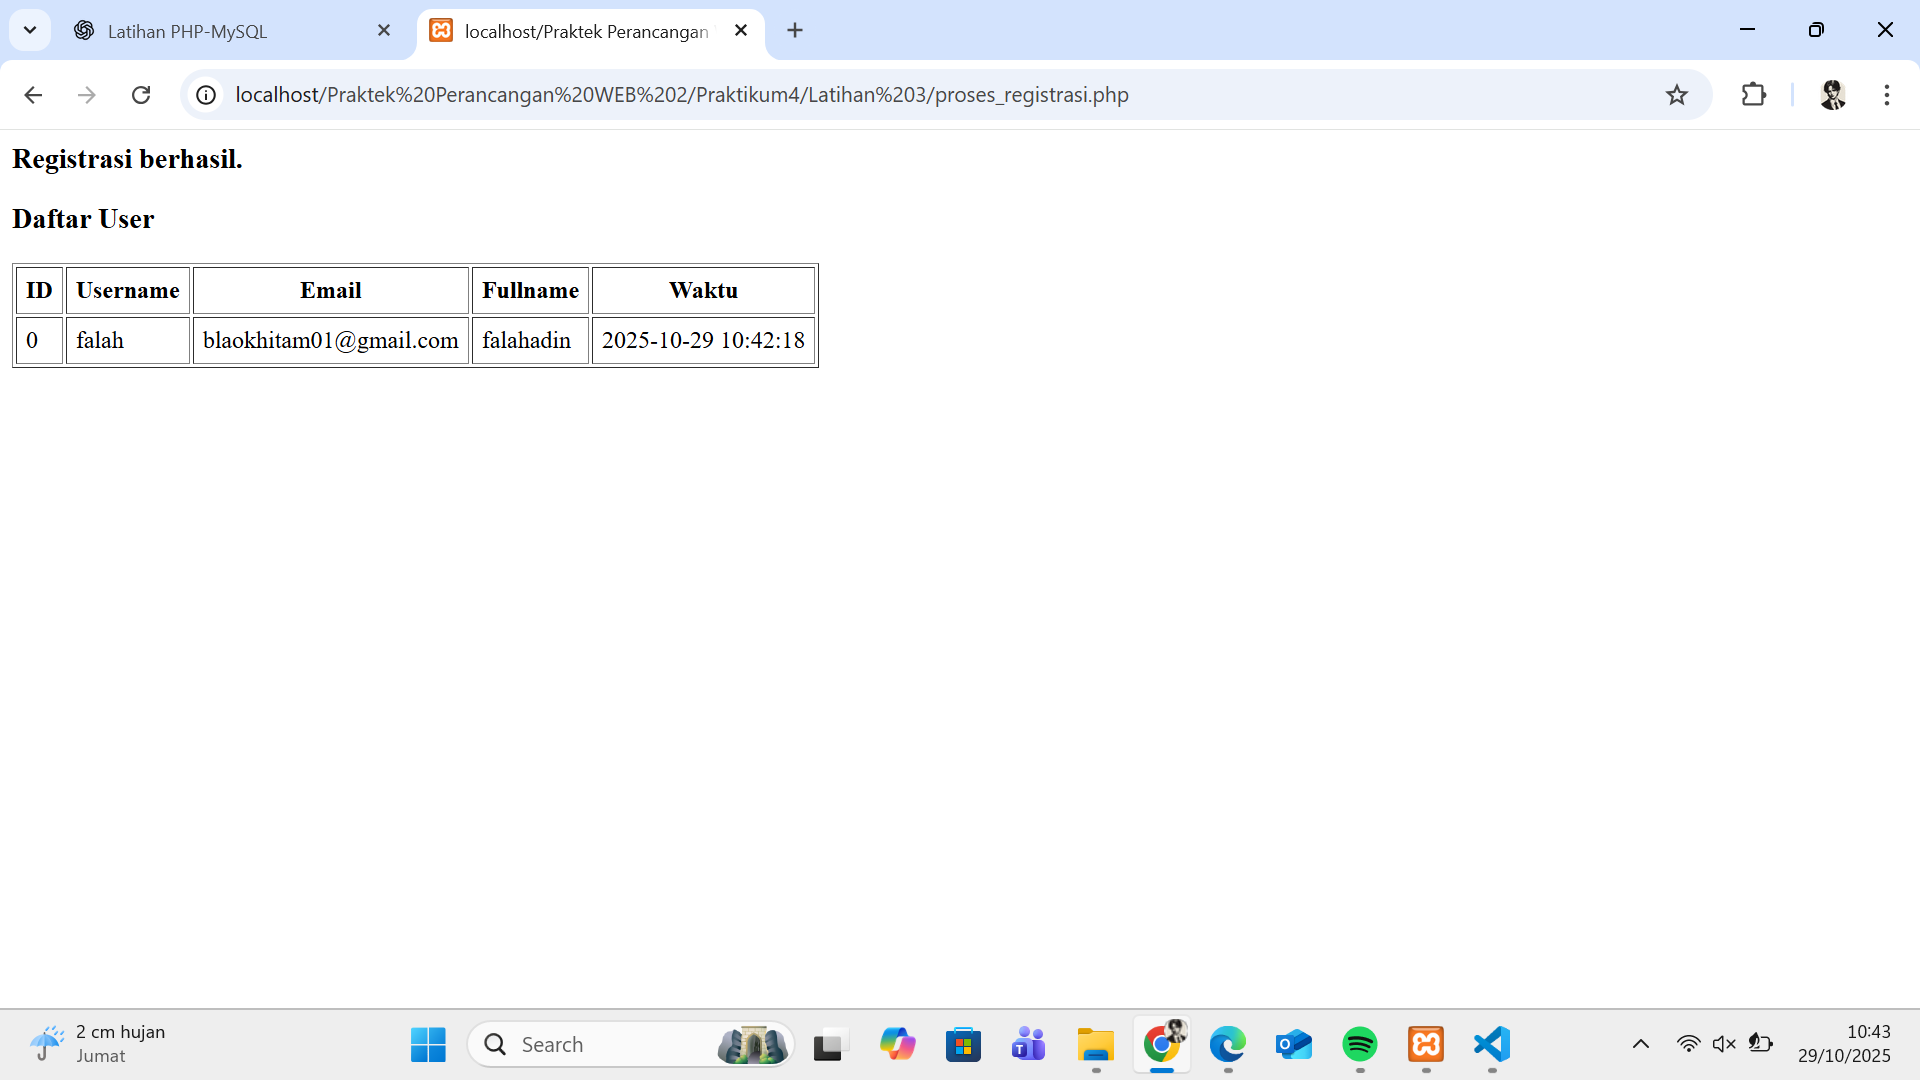 Latihan PHP-MySQL
localhost/Praktek Perancangan
localhost/Praktek%20Perancangan%20WEB%202/Praktikum4/Latihan%203/proses_registrasi.php
Registrasi berhasil.
Daftar User
ID Username Email Fullname Waktu
0 falah blaokhitam01@gmail.com falahadin 2025-10-29 10:42:18
2 cm hujan
Jumat
Search
10:43
29/10/2025